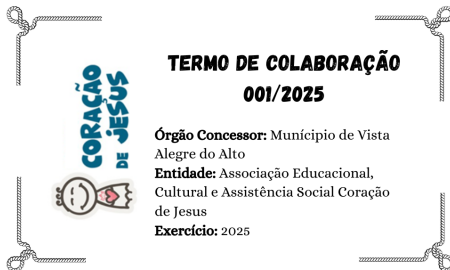 CORAÇÃO
DE JESUS
TERMO DE COLABORAÇÃO
001/2025
Órgão Concessor: Munícipio de Vista
Alegre do Alto
Entidade: Associação Educacional,
Cultural e Assistência Social Coração
de Jesus
Exercício: 2025